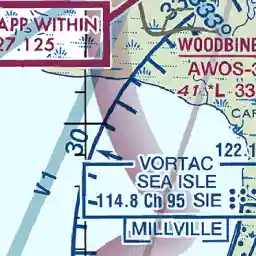 APP WITHIN
27.125
WOODBINE
AWOS-3
41 *L 33
30
122.1
V1
VORTAC
SEA ISLE
114.8 Ch 95 SIE
MILLVILLE